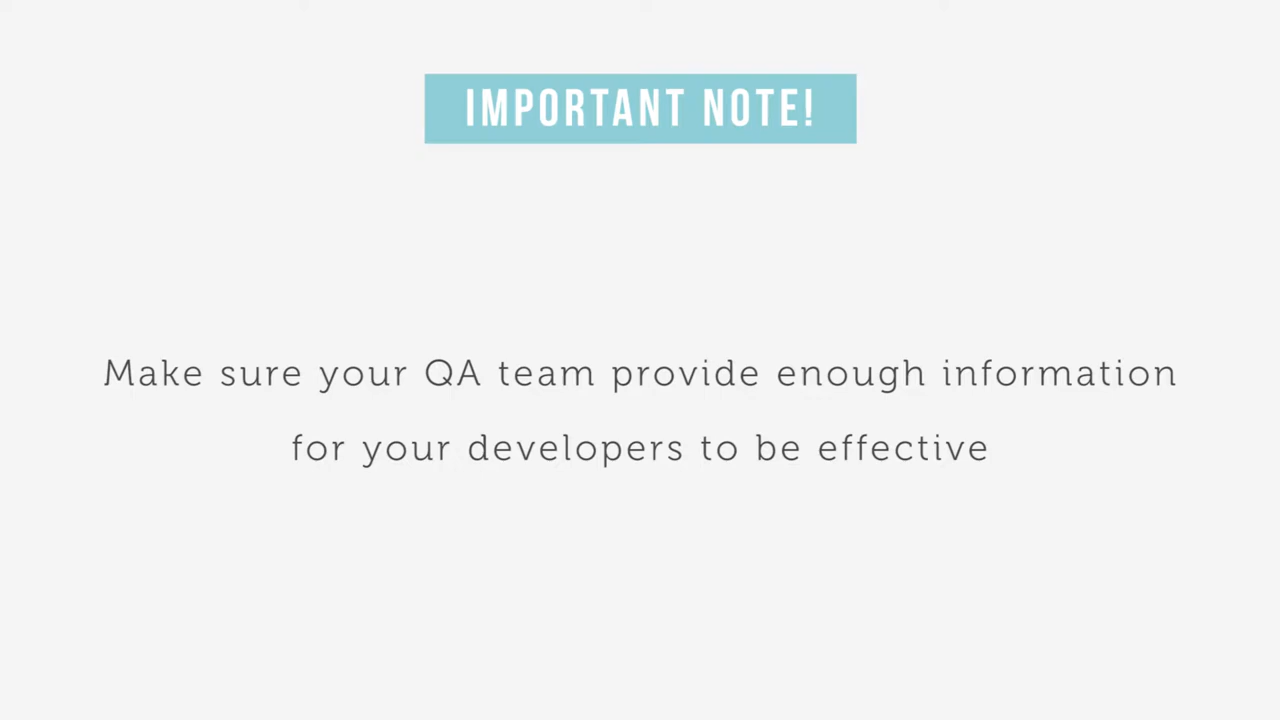 IMPORTANT NOTE!
Make sure your QA team provide enough information
for your developers to be effective